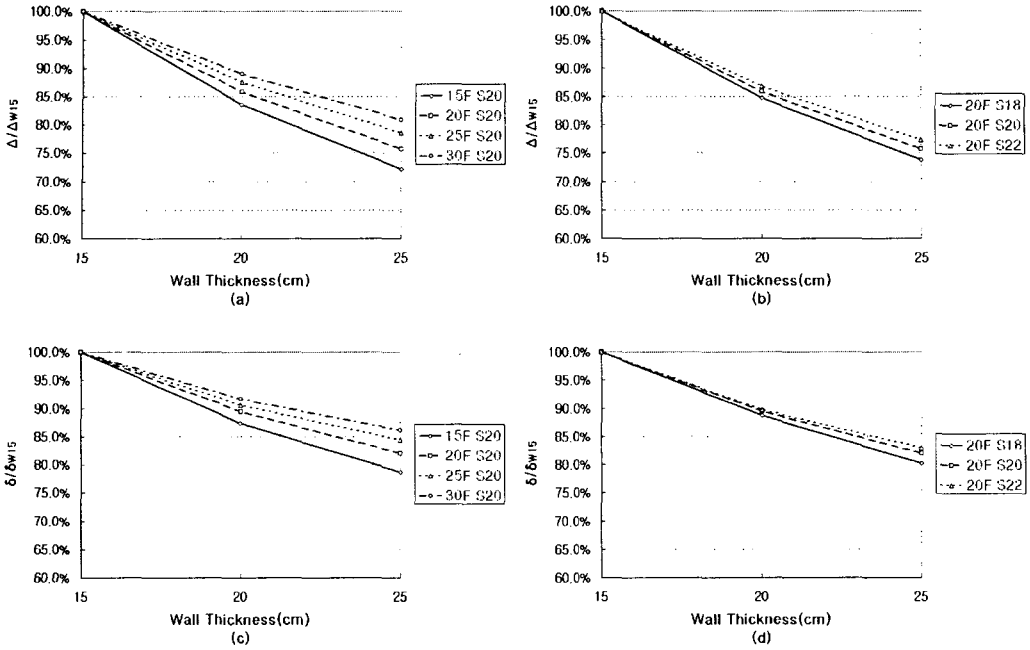 100.0%
95.0%
90.0%
85.0%
80.0%
75.0%
70.0%
65.0%
60.0%
Δ/Δw15
15
20
25
Wall Thickness(cm)
(a)
15F S20
20F S20
25F S20
30F S20
100.0%
95.0%
90.0%
85.0%
80.0%
75.0%
70.0%
65.0%
60.0%
Δ/Δw15
15
20
25
Wall Thickness(cm)
(b)
20F S18
20F S20
20F S22
100.0%
95.0%
90.0%
85.0%
80.0%
75.0%
70.0%
65.0%
60.0%
δ/δw15
15
20
25
Wall Thickness(cm)
(c)
15F S20
20F S20
25F S20
30F S20
100.0%
95.0%
90.0%
85.0%
80.0%
75.0%
70.0%
65.0%
60.0%
δ/δw15
15
20
25
Wall Thickness(cm)
(d)
20F S18
20F S20
20F S22